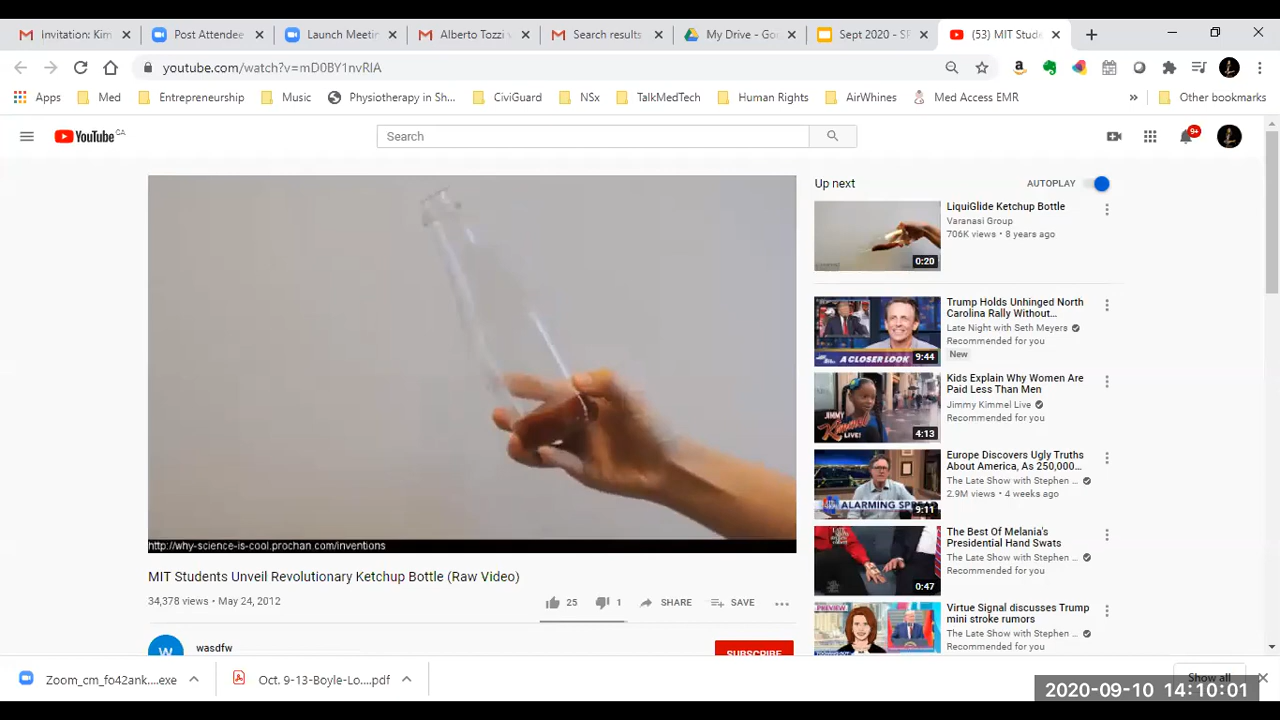 Invitation: Kim
Post Attendee
Launch Meetin
Alberto Tozzi v
Search results
My Drive - Goo
Sept 2020 - SP
(53) MIT Stude
youtube.com/watch?v=mD0BY1nvRlA
Apps
Med
Entrepreneurship
Music
Physiotherapy in Sh...
CiviGuard
NSx
TalkMedTech
Human Rights
AirWhines
Med Access EMR
»
Other bookmarks
YouTube CA
Search
9+
Up next
AUTOPLAY
LiquiGlide Ketchup Bottle
Varanasi Group
706K views • 8 years ago
0:20
Trump Holds Unhinged North
Carolina Rally Without...
Late Night with Seth Meyers
Recommended for you
New
A CLOSER LOOK
9:44
Kids Explain Why Women Are
Paid Less Than Men
Jimmy Kimmel Live
Recommended for you
JIMMY
KIMMEL
LIVE!
4:13
Europe Discovers Ugly Truths
About America, As 250,000...
The Late Show with Stephen ...
2.9M views • 4 weeks ago
ALARMING
9:11
The Best Of Melania's
Presidential Hand Swats
The Late Show with Stephen ...
Recommended for you
0:47
Virtue Signal discusses Trump
mini stroke rumors
The Late Show with Stephen ...
Recommended for you
PREVIEW
http://why-science-is-cool.prochan.com/inventions
MIT Students Unveil Revolutionary Ketchup Bottle (Raw Video)
34,378 views • May 24, 2012
25
1
SHARE
SAVE
W
wasdfw
SUBSCRIBE
Zoom_cm_fo42ank....exe
Oct. 9-13-Boyle-Lo....pdf
Show all
2020-09-10 14:10:01